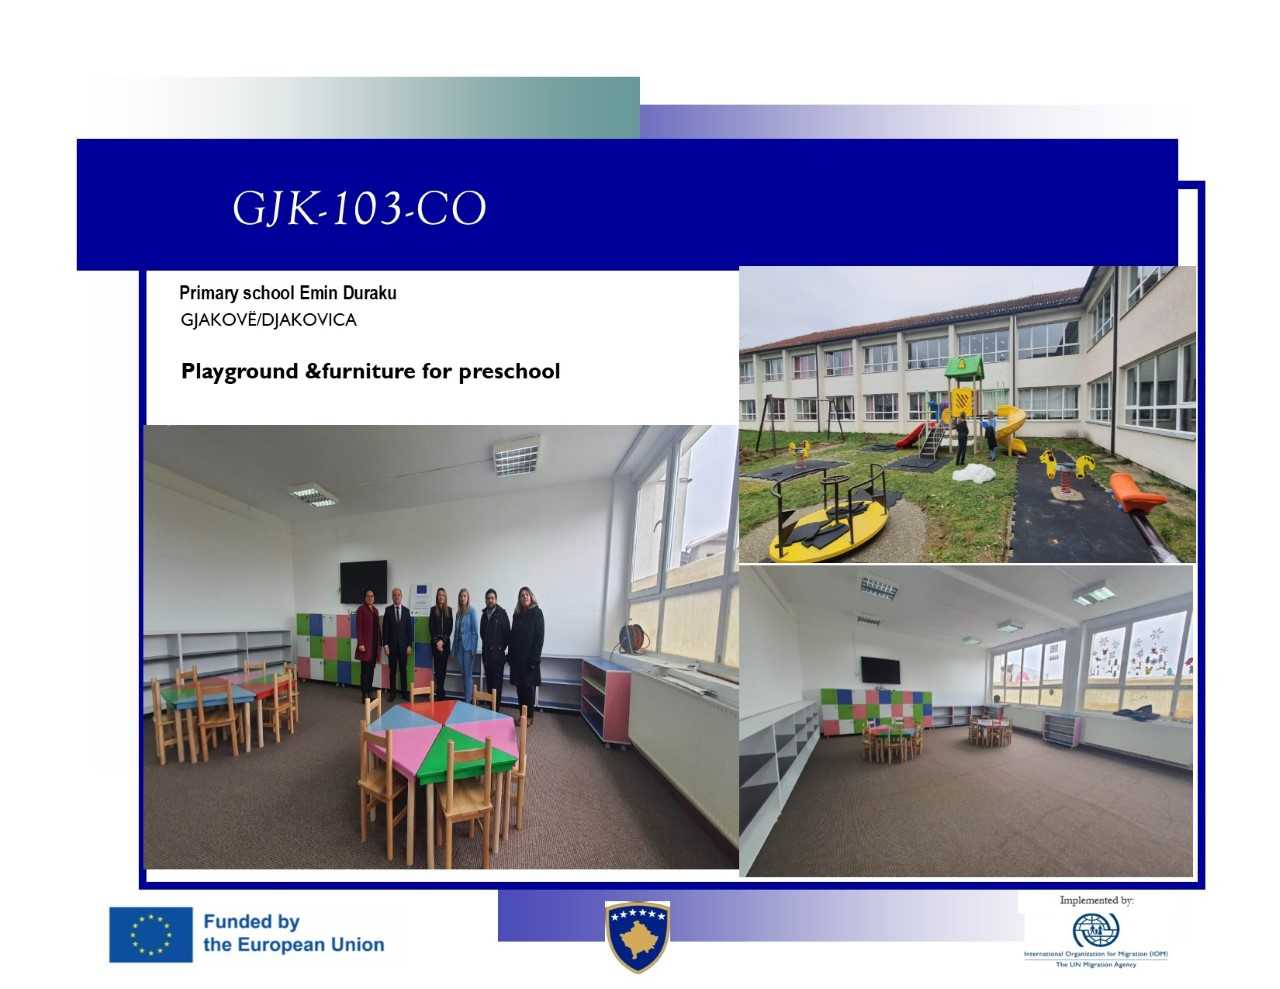 GJK-103-CO
Primary school Emin Duraku
GJAKOVË/DJAKOVICA
Playground &furniture for preschool
Funded by
the European Union
Implemented by:
International Organization for Migration (IOM)
The UN Migration Agency